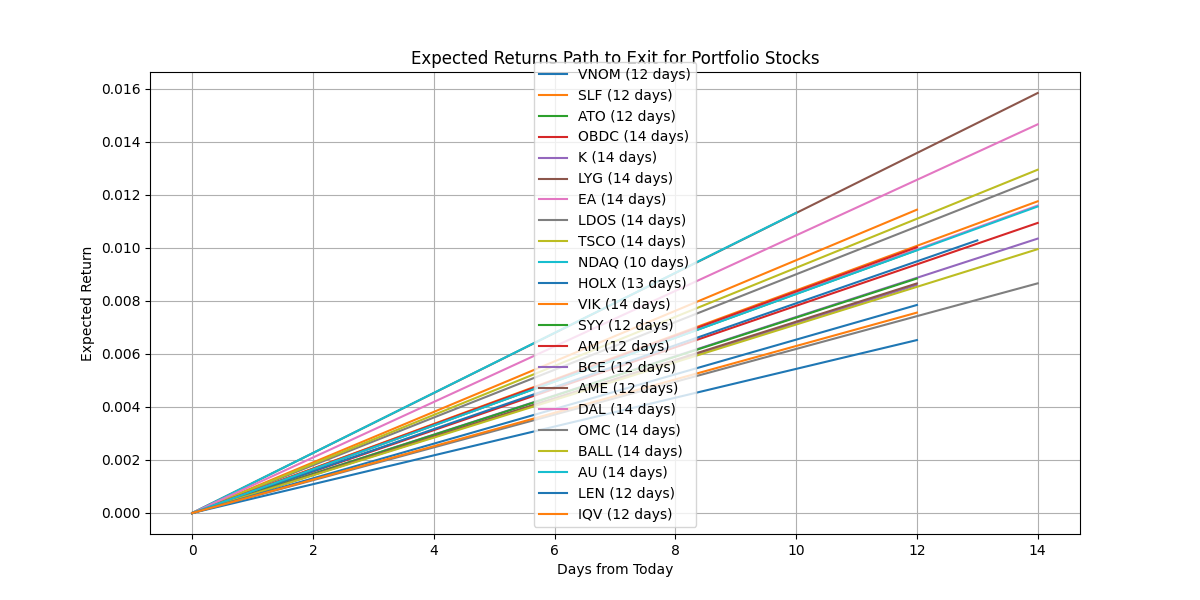 Expected Returns Path to Exit for Portfolio Stocks
VNOM (12 days)
SLF (12 days)
ATO (12 days)
OBDC (14 days)
K (14 days)
LYG (14 days)
EA (14 days)
LDOS (14 days)
TSCO (14 days)
NDAQ (10 days)
HOLX (13 days)
VIK (14 days)
SYY (12 days)
AM (12 days)
BCE (12 days)
AME (12 days)
DAL (14 days)
OMC (14 days)
BALL (14 days)
AU (14 days)
LEN (12 days)
IQV (12 days)
Expected Return
0.016
0.014
0.012
0.010
0.008
0.006
0.004
0.002
0.000
0 2 4 6 8 10 12 14
Days from Today